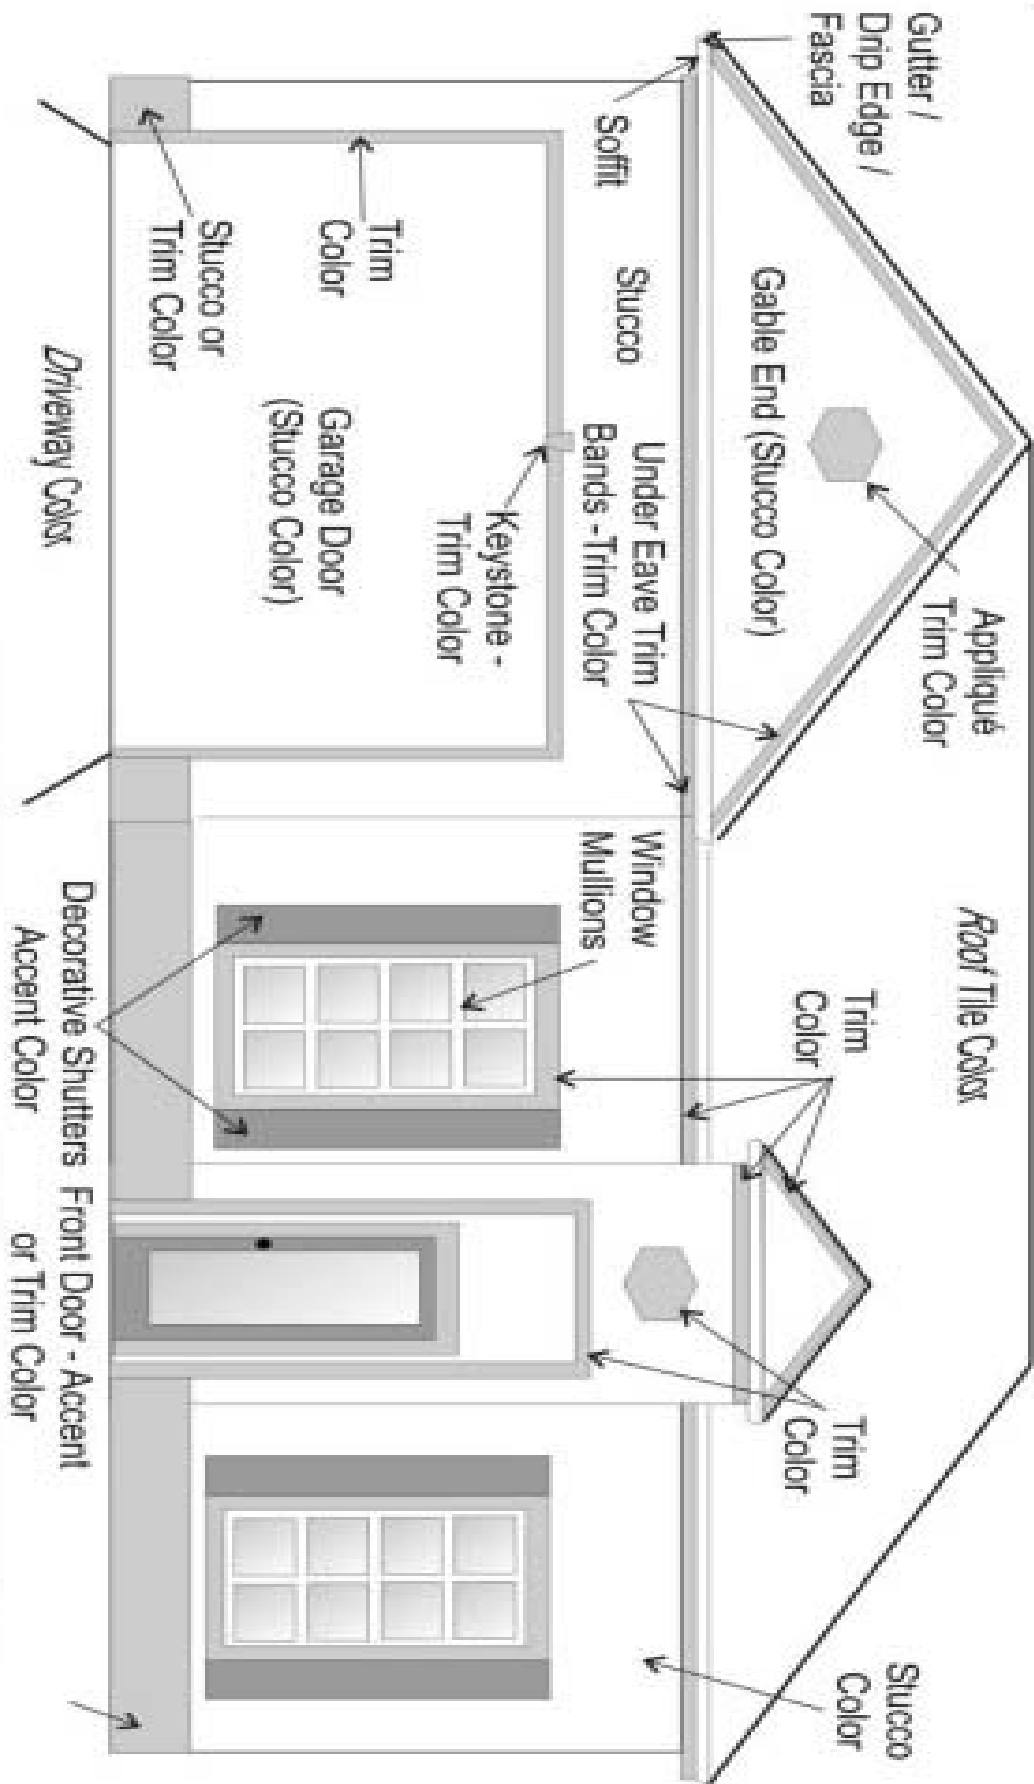 Gutter /
Drip Edge /
Fascia
Soffit
Gable End (Stucco Color)
Appliqué
Trim Color
Roof Tile Color
Stucco
Under Eave Trim
Bands - Trim Color
Trim
Color
Trim
Color
Stucco
Color
Window
Mullions
Keystone -
Trim Color
Trim
Color
Garage Door
(Stucco Color)
Stucco or
Trim Color
Driveway Color
Decorative Shutters
Accent Color
Front Door - Accent
or Trim Color